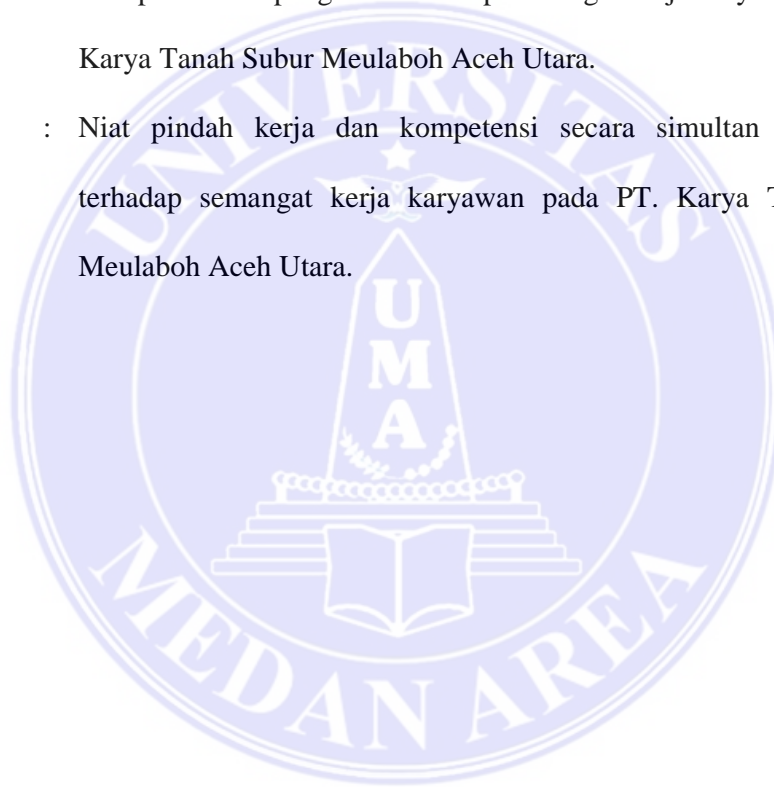 Karya Tanah Subur Meulaboh Aceh Utara.
: Niat pindah kerja dan kompetensi secara simultan
terhadap semangat kerja karyawan pada PT. Karya
Meulaboh Aceh Utara.
UNIVERSITAS
UMA
MEDAN AREA